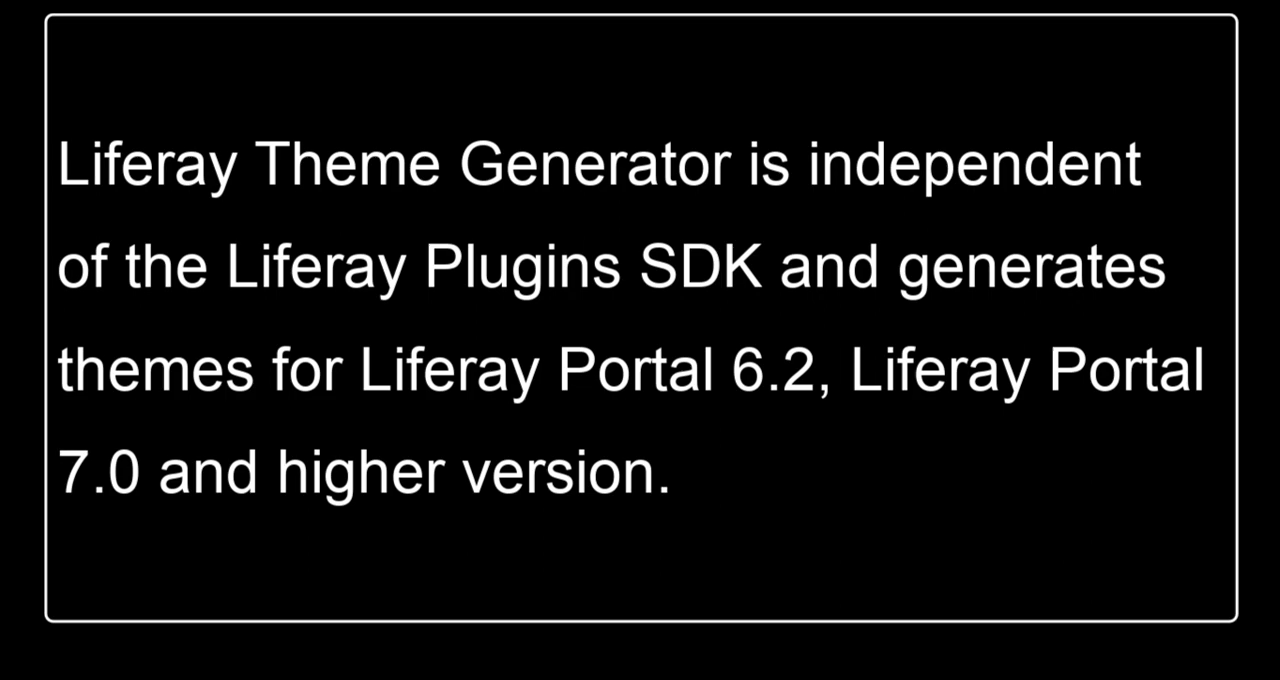 Liferay Theme Generator is independent
of the Liferay Plugins SDK and generates
themes for Liferay Portal 6.2, Liferay Portal
7.0 and higher version.